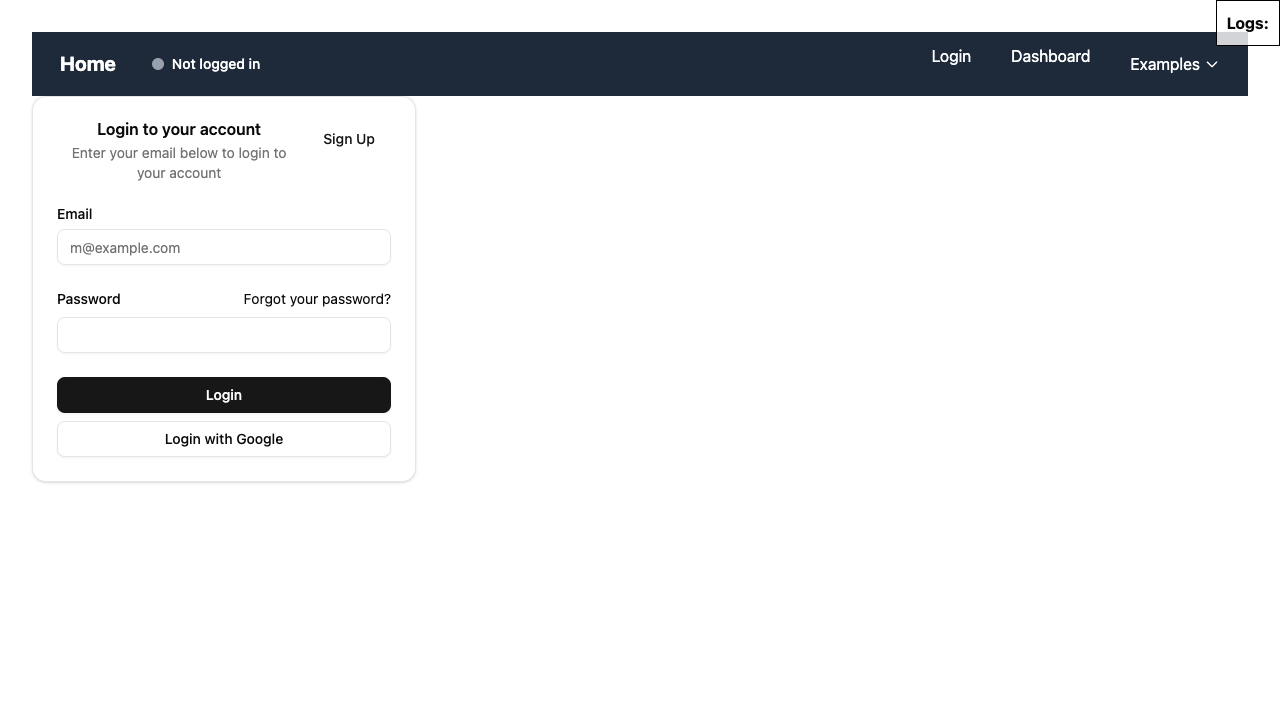 Logs:
Home
Not logged in
Login
Dashboard
Examples
Login to your account
Enter your email below to login to
your account
Sign Up
Email
m@example.com
Password
Forgot your password?
Login
Login with Google